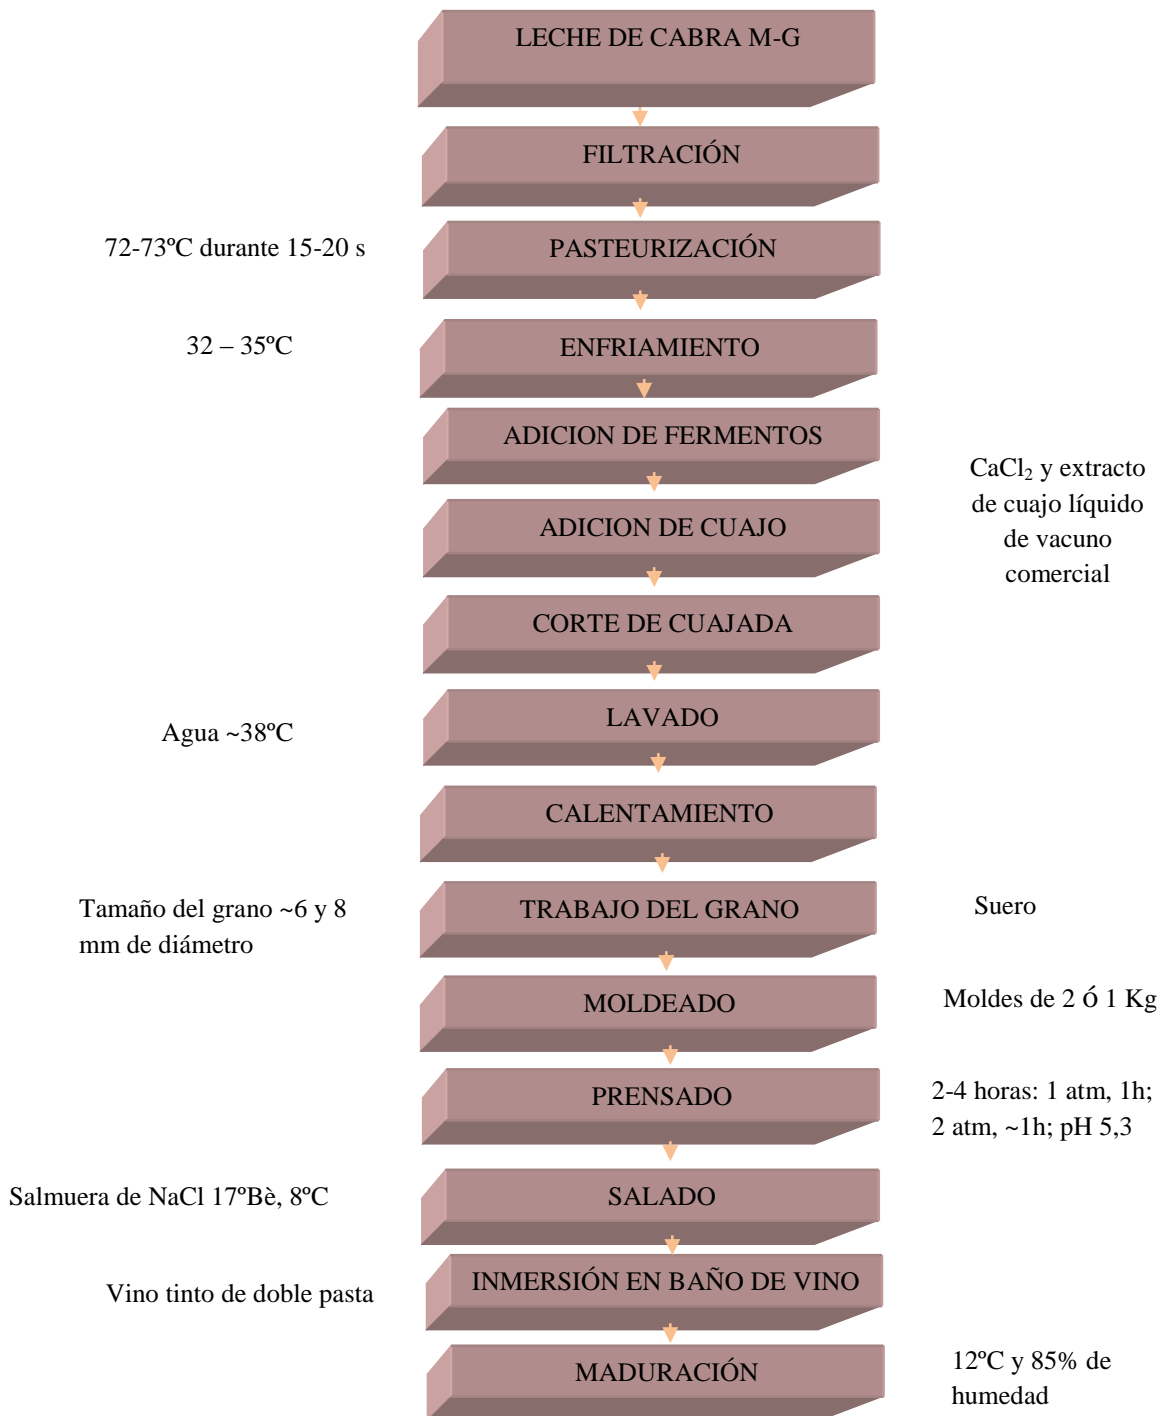 LECHE DE CABRA M-G
FILTRACIÓN
72-73ºC durante 15-20 s
PASTEURIZACIÓN
32 – 35ºC
ENFRIAMIENTO
ADICION DE FERMENTOS
CaCl₂ y extracto
de cuajo líquido
de vacuno
comercial
ADICION DE CUAJO
CORTE DE CUAJADA
Agua ~38ºC
LAVADO
CALENTAMIENTO
Tamaño del grano ~6 y 8
mm de diámetro
TRABAJO DEL GRANO
Suero
MOLDEADO
Moldes de 2 Ó 1 Kg
PRENSADO
2-4 horas: 1 atm, 1h;
2 atm, ~1h; pH 5,3
Salmuera de NaCl 17ºBè, 8ºC
SALADO
Vino tinto de doble pasta
INMERSIÓN EN BAÑO DE VINO
MADURACIÓN
12ºC y 85% de
humedad